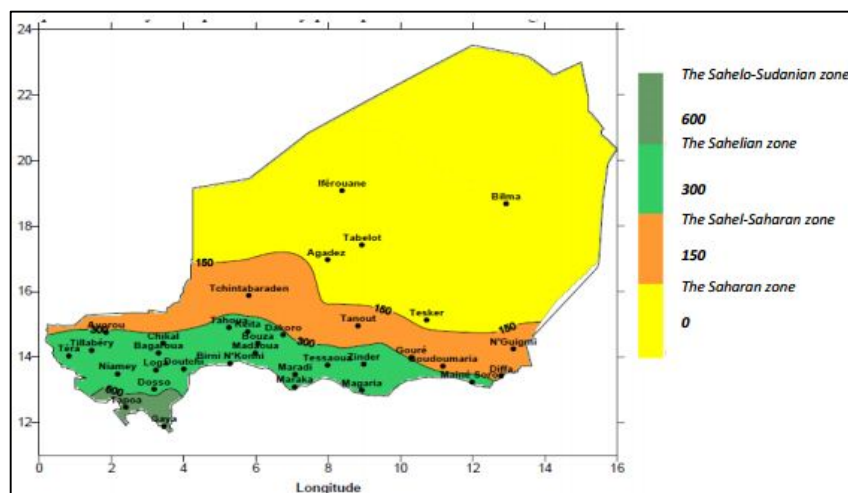 24
22
20
18
16
14
12
0 2 4 6 8 10 12 14 16
Longitude
Iférouane
Bilma
Tabelot
Agadez
150
Tchintabaraden
150
Tesker
Tanout
150
N'Guigmi
Ayorou
300
Tahoua
Keita
Dakoro
300
Tillabéry
Téra
Chikal
Bagaroua
Bouza
Madaoua
Gouré
Goudoumaria
Loga
Doutchi
Birni N'Konni
Tessaoua
Zinder
Niamey
Maradi
Maïné Soroa
Diffa
Dosso
Maraka
Magaria
600
Tapoa
Gaya
The Sahelo-Sudanian zone
600
The Sahelian zone
300
The Sahel-Saharan zone
150
The Saharan zone
0